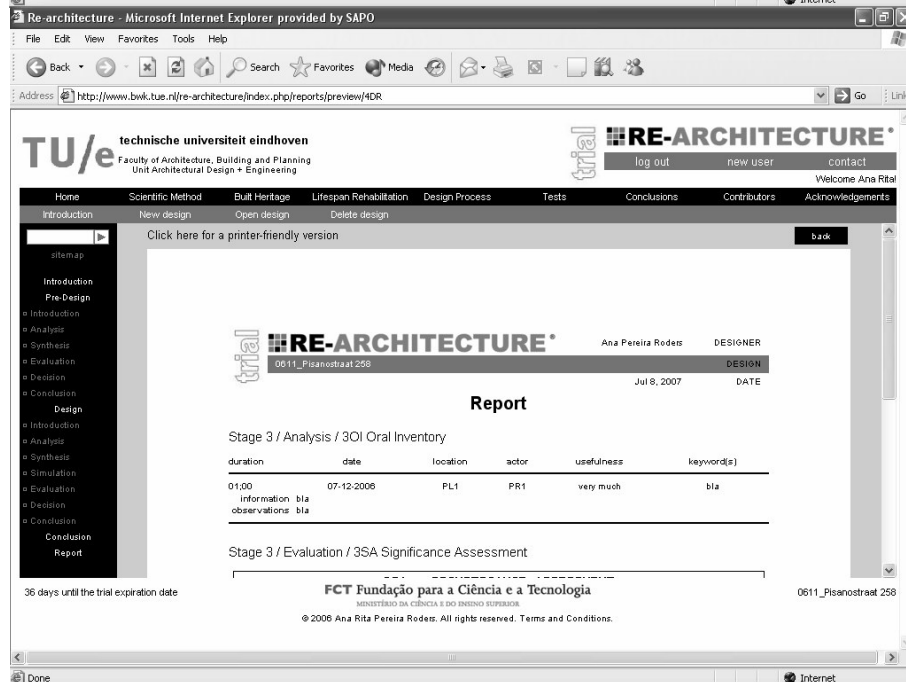 Internet
Re-architecture - Microsoft Internet Explorer provided by SAPO
File Edit View Favorites Tools Help
Back Search Favorites Media
Address http://www.bwk.tue.nl/re-architecture/index.php/reports/preview/4DR Go Link
TU/e technische universiteit eindhoven
Faculty of Architecture, Building and Planning
Unit Architectural Design + Engineering
trial RE-ARCHITECTURE
log out new user contact
Welcome Ana Rita!
Home Scientific Method Built Heritage Lifespan Rehabilitation Design Process Tests Conclusions Contributors Acknowledgements
Introduction New design Open design Delete design
Click here for a printer-friendly version back
sitemap
Introduction
Pre-Design
Introduction
Analysis
Synthesis
Evaluation
Decision
Conclusion
Design
Introduction
Analysis
Synthesis
Simulation
Evaluation
Decision
Conclusion
Conclusion
Report
trial RE-ARCHITECTURE
Ana Pereira Roders DESIGNER
0611_Pisanostraat 258 DESIGN
Jul 8, 2007 DATE
Report
Stage 3 / Analysis / 3OI Oral Inventory
duration date location actor usefulness keyword(s)
01;00 07-12-2006 PL1 PR1 very much bla
information bla
observations bla
Stage 3 / Evaluation / 3SA Significance Assessment
36 days until the trial expiration date
FCT Fundação para a Ciência e a Tecnologia
MINISTÉRIO DA CIÊNCIA E DO ENSINO SUPERIOR
0611_Pisanostraat 258
© 2006 Ana Rita Pereira Roders. All rights reserved. Terms and Conditions.
Done Internet